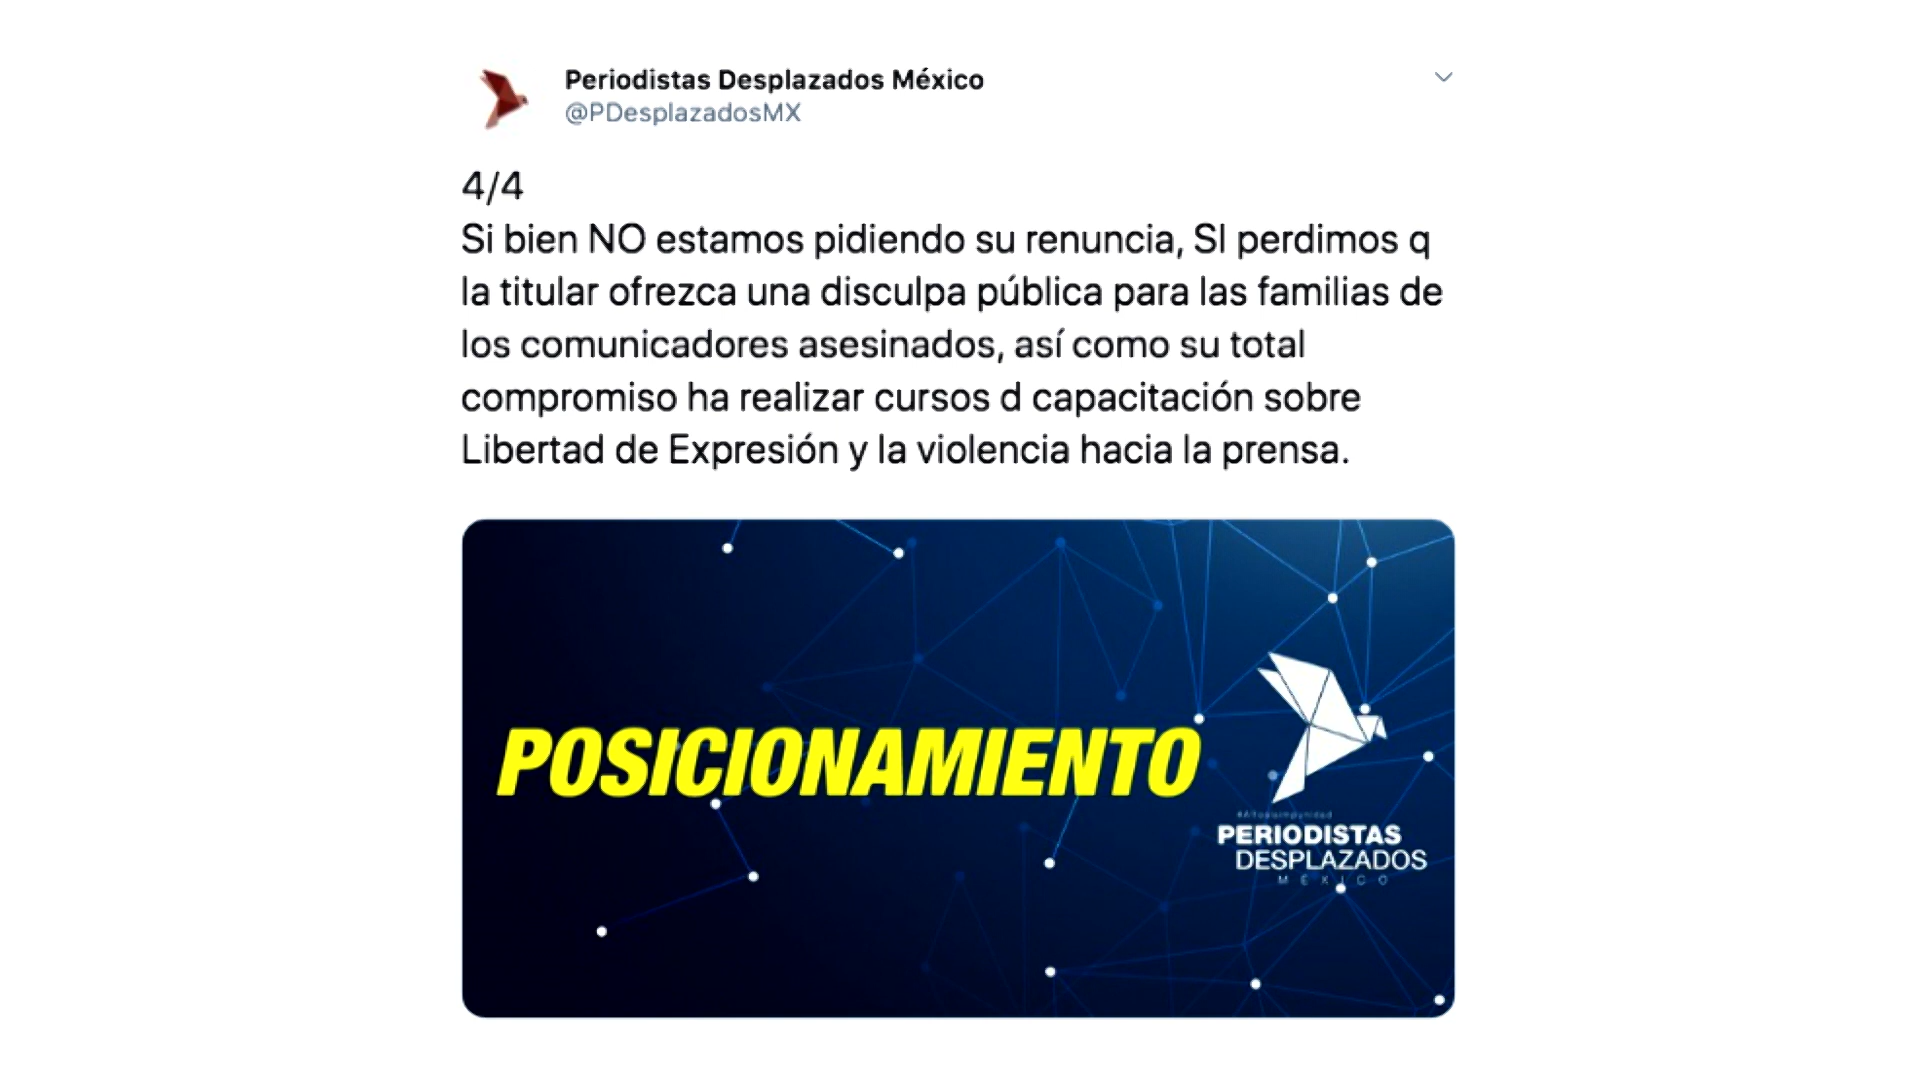 Periodistas Desplazados México
@PDesplazadosMX
4/4
Si bien NO estamos pidiendo su renuncia, SI perdimos q
la titular ofrezca una disculpa pública para las familias de
los comunicadores asesinados, así como su total
compromiso ha realizar cursos d capacitación sobre
Libertad de Expresión y la violencia hacia la prensa.
POSICIONAMIENTO
PERIODISTAS
DESPLAZADOS
MÉXICO